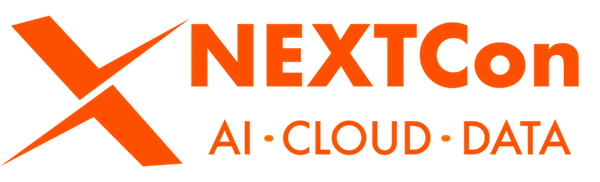 NEXTCon
AI · CLOUD · DATA